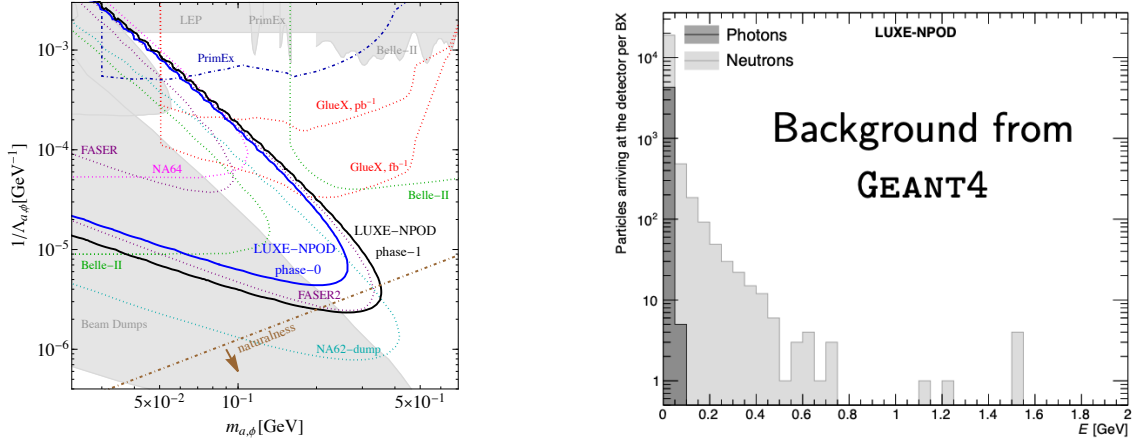 LEP
PrimEx
10⁻³
Belle-II
PrimEx
GlueX, pb⁻¹
10⁻⁴
FASER
NA64
GlueX, fb⁻¹
Belle-II
1/Λₐ,ϕ[GeV⁻¹]
LUXE-NPOD
phase-1
LUXE-NPOD
phase-0
10⁻⁵
Belle-II
FASER2
Beam Dumps
naturalness
10⁻⁶
NA62-dump
5×10⁻² 10⁻¹ 5×10⁻¹
mₐ,ϕ[GeV]
Particles arriving at the detector per BX
Photons
Neutrons
LUXE-NPOD
Background from
GEANT4
10⁴
10³
10²
10
1
0 0.2 0.4 0.6 0.8 1 1.2 1.4 1.6 1.8 2
E [GeV]